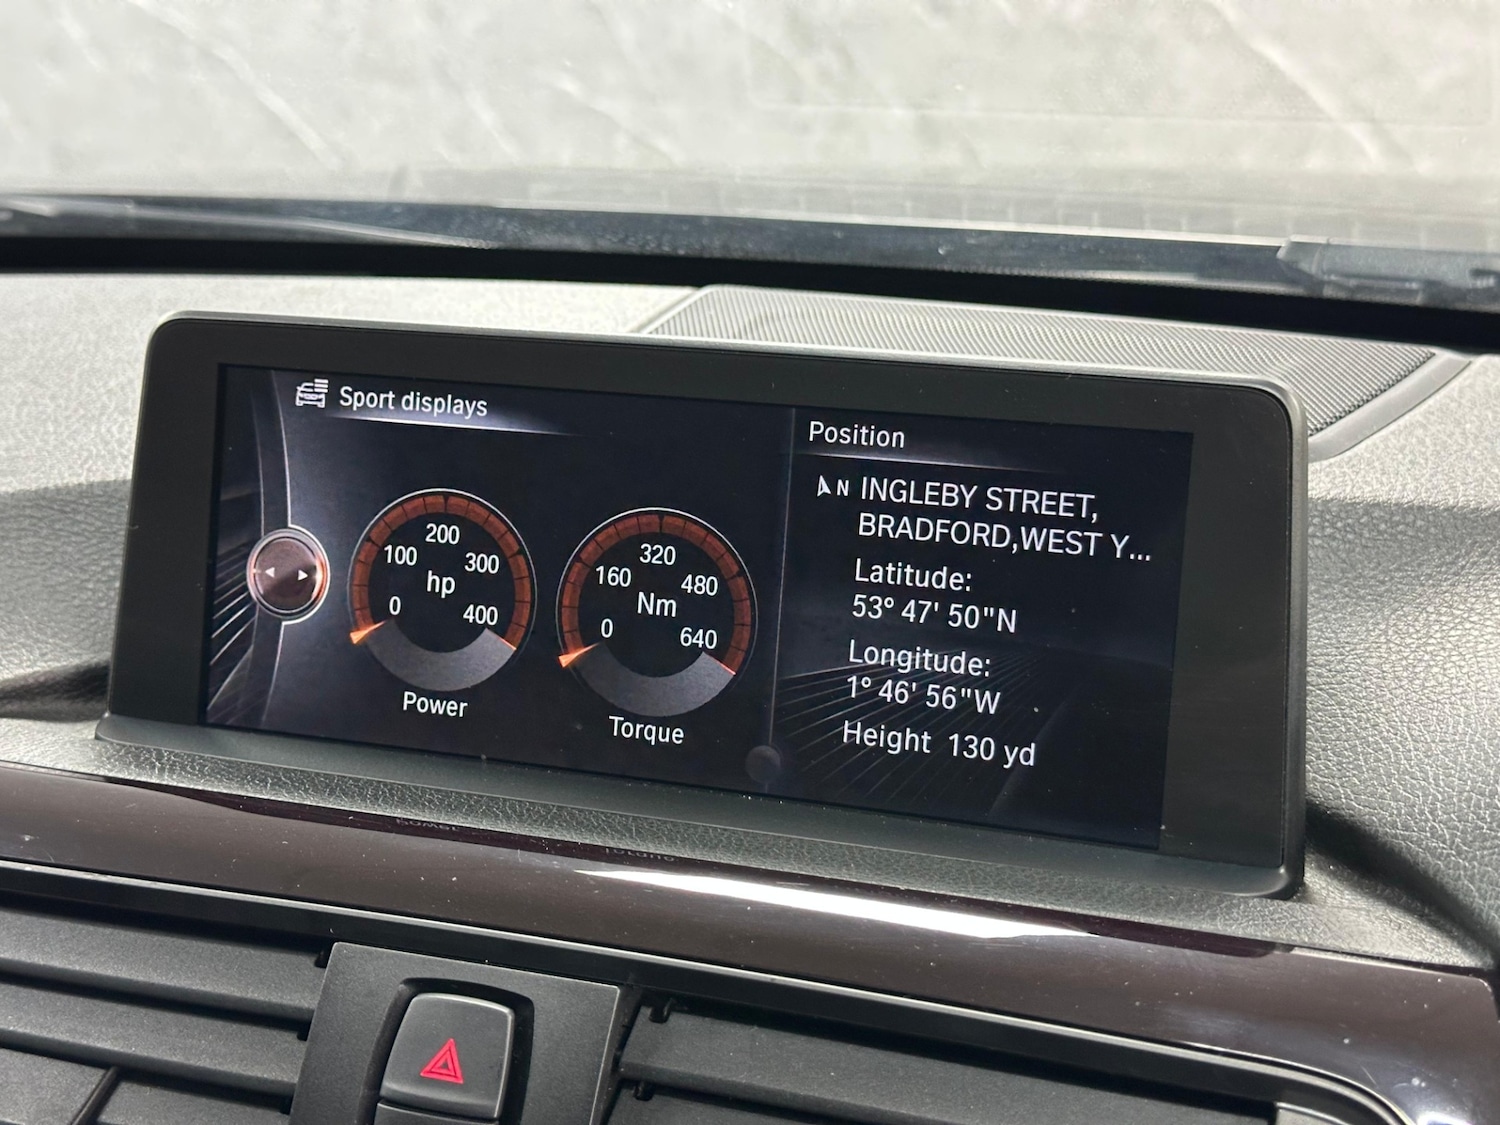 Sport displays
200
100
300
hp
0
400
Power
320
160
480
Nm
0
640
Torque
Position
N INGLEBY STREET,
BRADFORD,WEST Y...
Latitude:
53° 47' 50"N
Longitude:
1° 46' 56"W
Height 130 yd